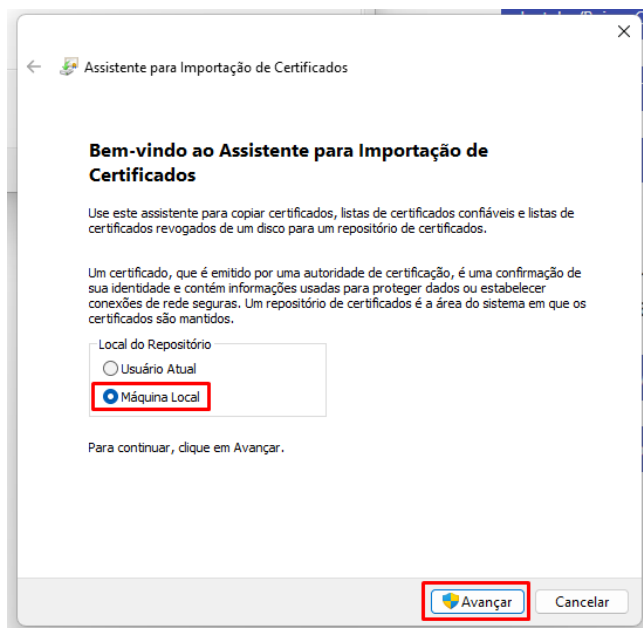 Assistente para Importação de Certificados
Bem-vindo ao Assistente para Importação de
Certificados
Use este assistente para copiar certificados, listas de certificados confiáveis e listas de
certificados revogados de um disco para um repositório de certificados.
Um certificado, que é emitido por uma autoridade de certificação, é uma confirmação de
sua identidade e contém informações usadas para proteger dados ou estabelecer
conexões de rede seguras. Um repositório de certificados é a área do sistema em que os
certificados são mantidos.
Local do Repositório
Usuário Atual
Máquina Local
Para continuar, clique em Avançar.
Avançar
Cancelar